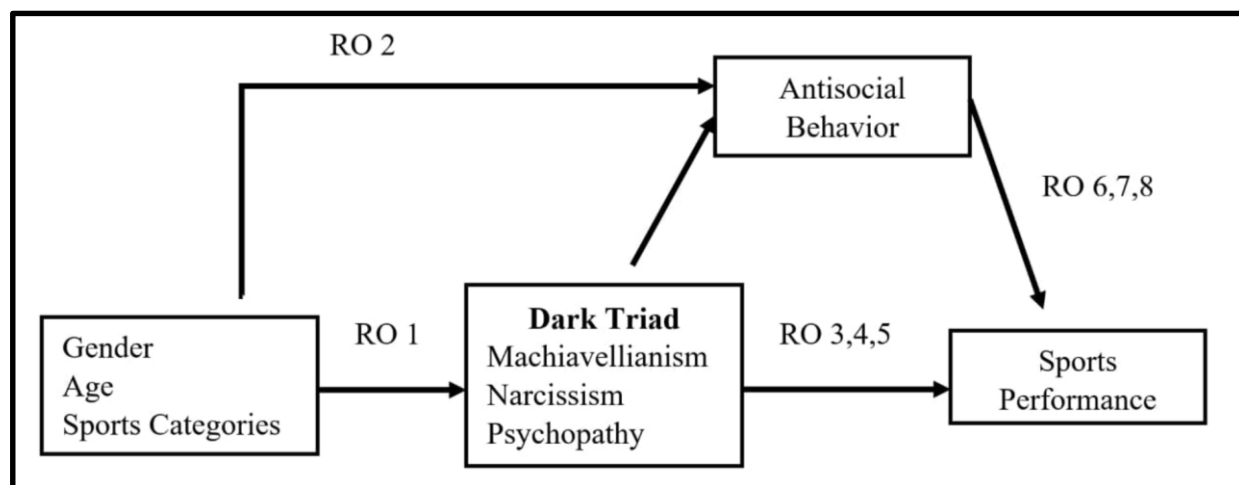 RO 2
Antisocial
Behavior
RO 6,7,8
Gender
Age
Sports Categories
RO 1
Dark Triad
Machiavellianism
Narcissism
Psychopathy
RO 3,4,5
Sports
Performance